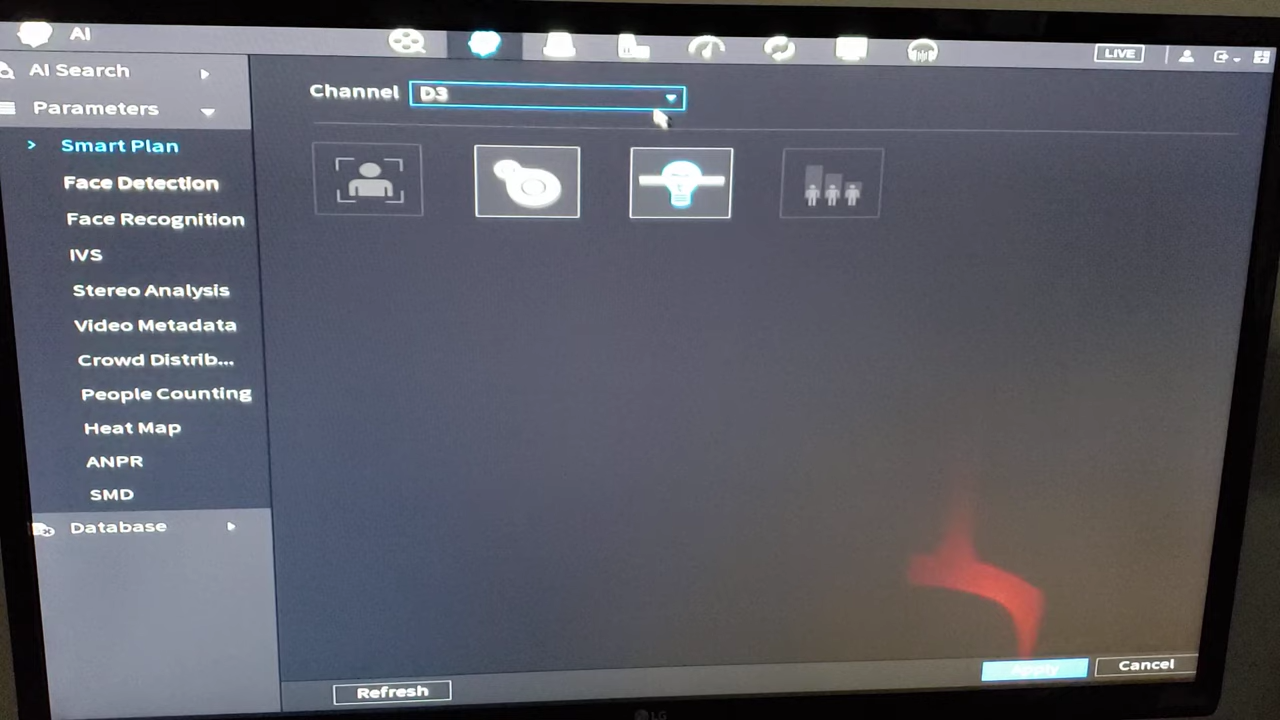 AI
LIVE
AI Search
Parameters
Smart Plan
Face Detection
Face Recognition
IVS
Stereo Analysis
Video Metadata
Crowd Distrib...
People Counting
Heat Map
ANPR
SMD
Database
Channel D3
Refresh
Apply
Cancel
LG